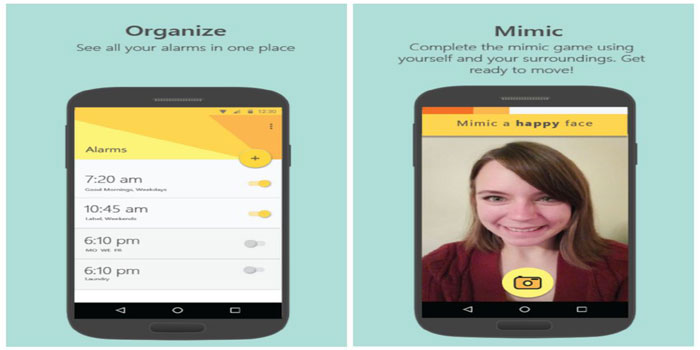 Organize
See all your alarms in one place
12:30
Alarms
+
7:20 am
Good Mornings, Weekdays
10:45 am
Label, Weekends
6:10 pm
MO WE FR
6:10 pm
Laundry
Mimic
Complete the mimic game using
yourself and your surroundings. Get
ready to move!
Mimic a happy face